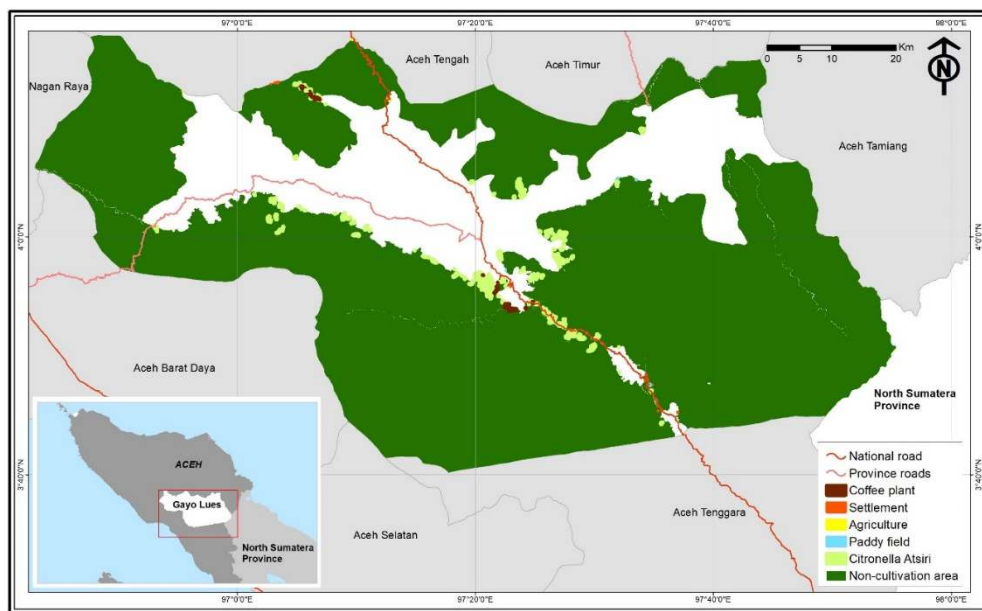 97°0'0"E
97°20'0"E
97°40'0"E
98°0'0"E
Km
0
5
10
20
N
Aceh Tengah
Aceh Timur
Nagan Raya
Aceh Tamiang
4°0'0"N
4°0'0"N
Aceh Barat Daya
North Sumatera
Province
ACEH
Gayo Lues
North Sumatera
Province
Aceh Selatan
Aceh Tenggara
3°40'0"N
3°40'0"N
National road
Province roads
Coffee plant
Settlement
Agriculture
Paddy field
Citronella Atsiri
Non-cultivation area
97°0'0"E
97°20'0"E
97°40'0"E
98°0'0"E